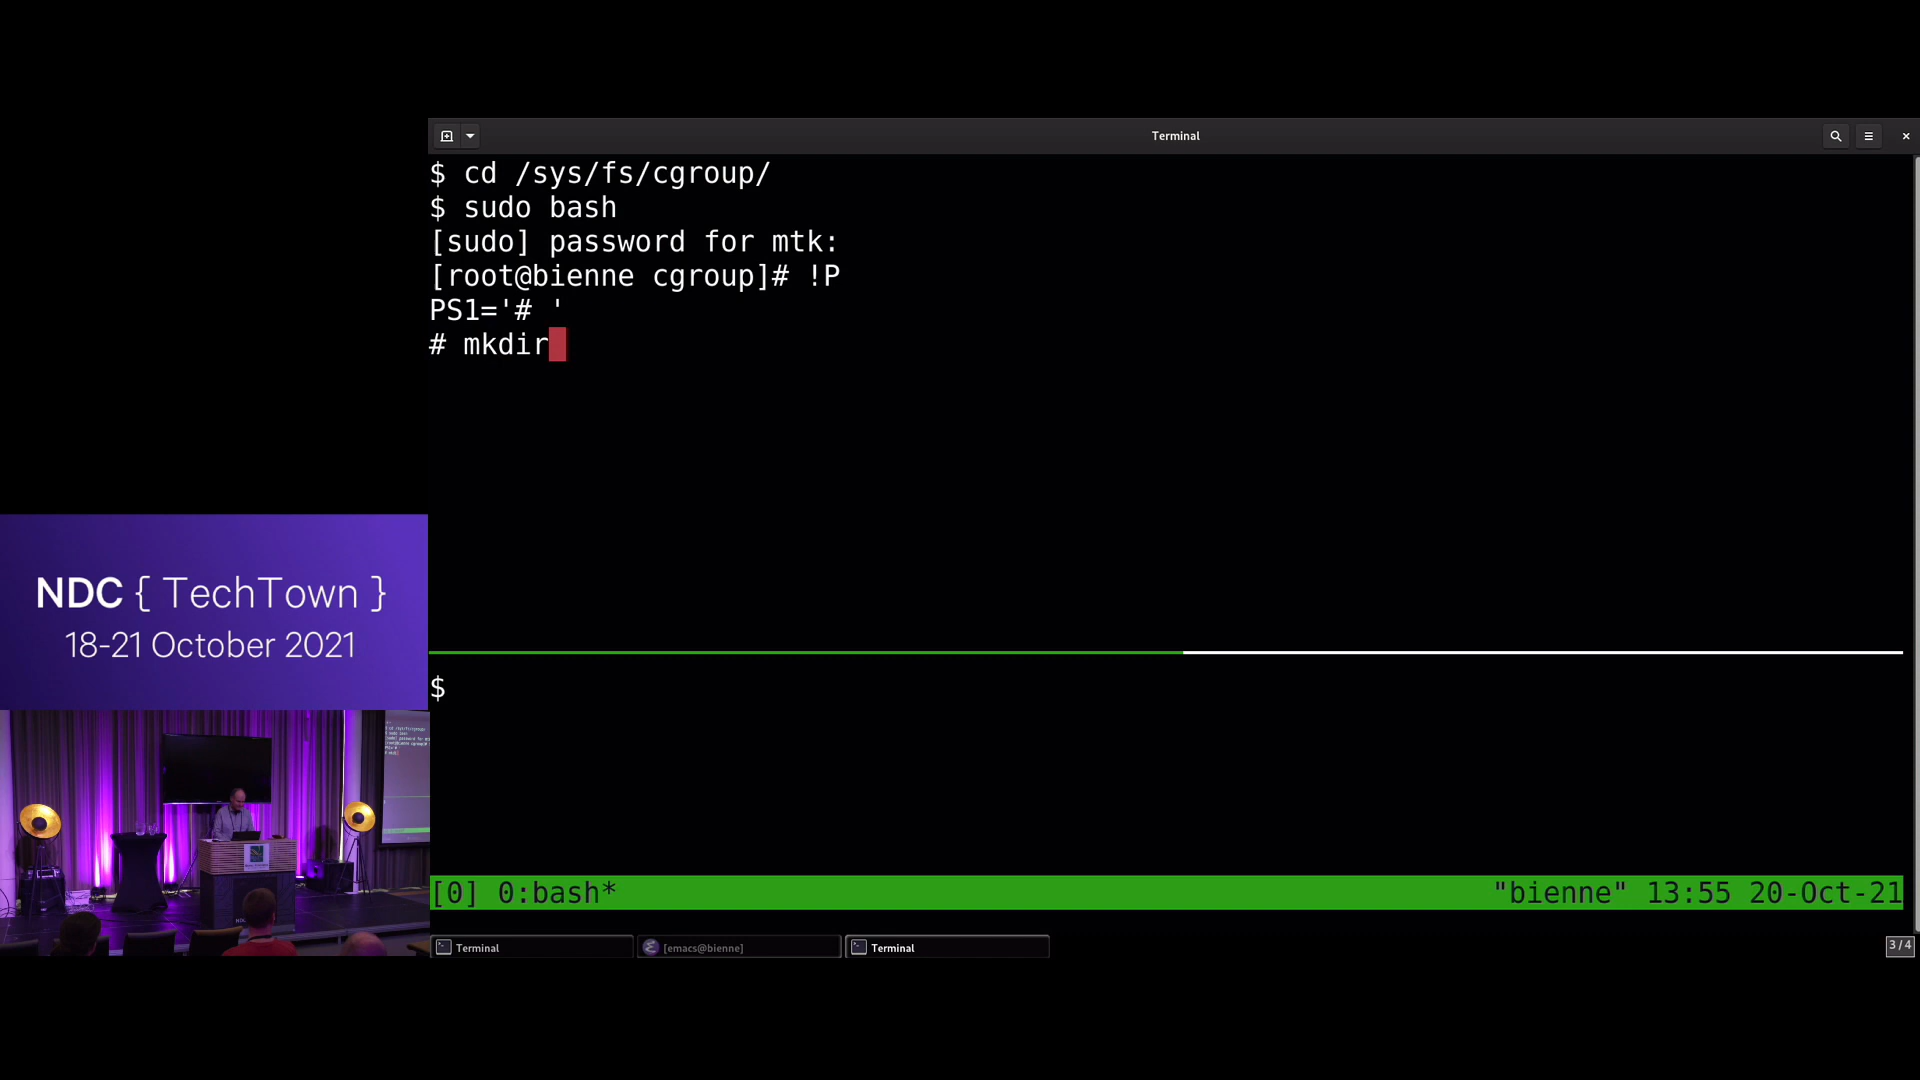 Terminal
$ cd /sys/fs/cgroup/
$ sudo bash
[sudo] password for mtk:
[root@bienne cgroup]# !P
PS1='# '
# mkdir
$
[0] 0:bash*
"bienne" 13:55 20-Oct-21
Terminal
[emacs@bienne]
Terminal
3/4
NDC { TechTown }
18-21 October 2021